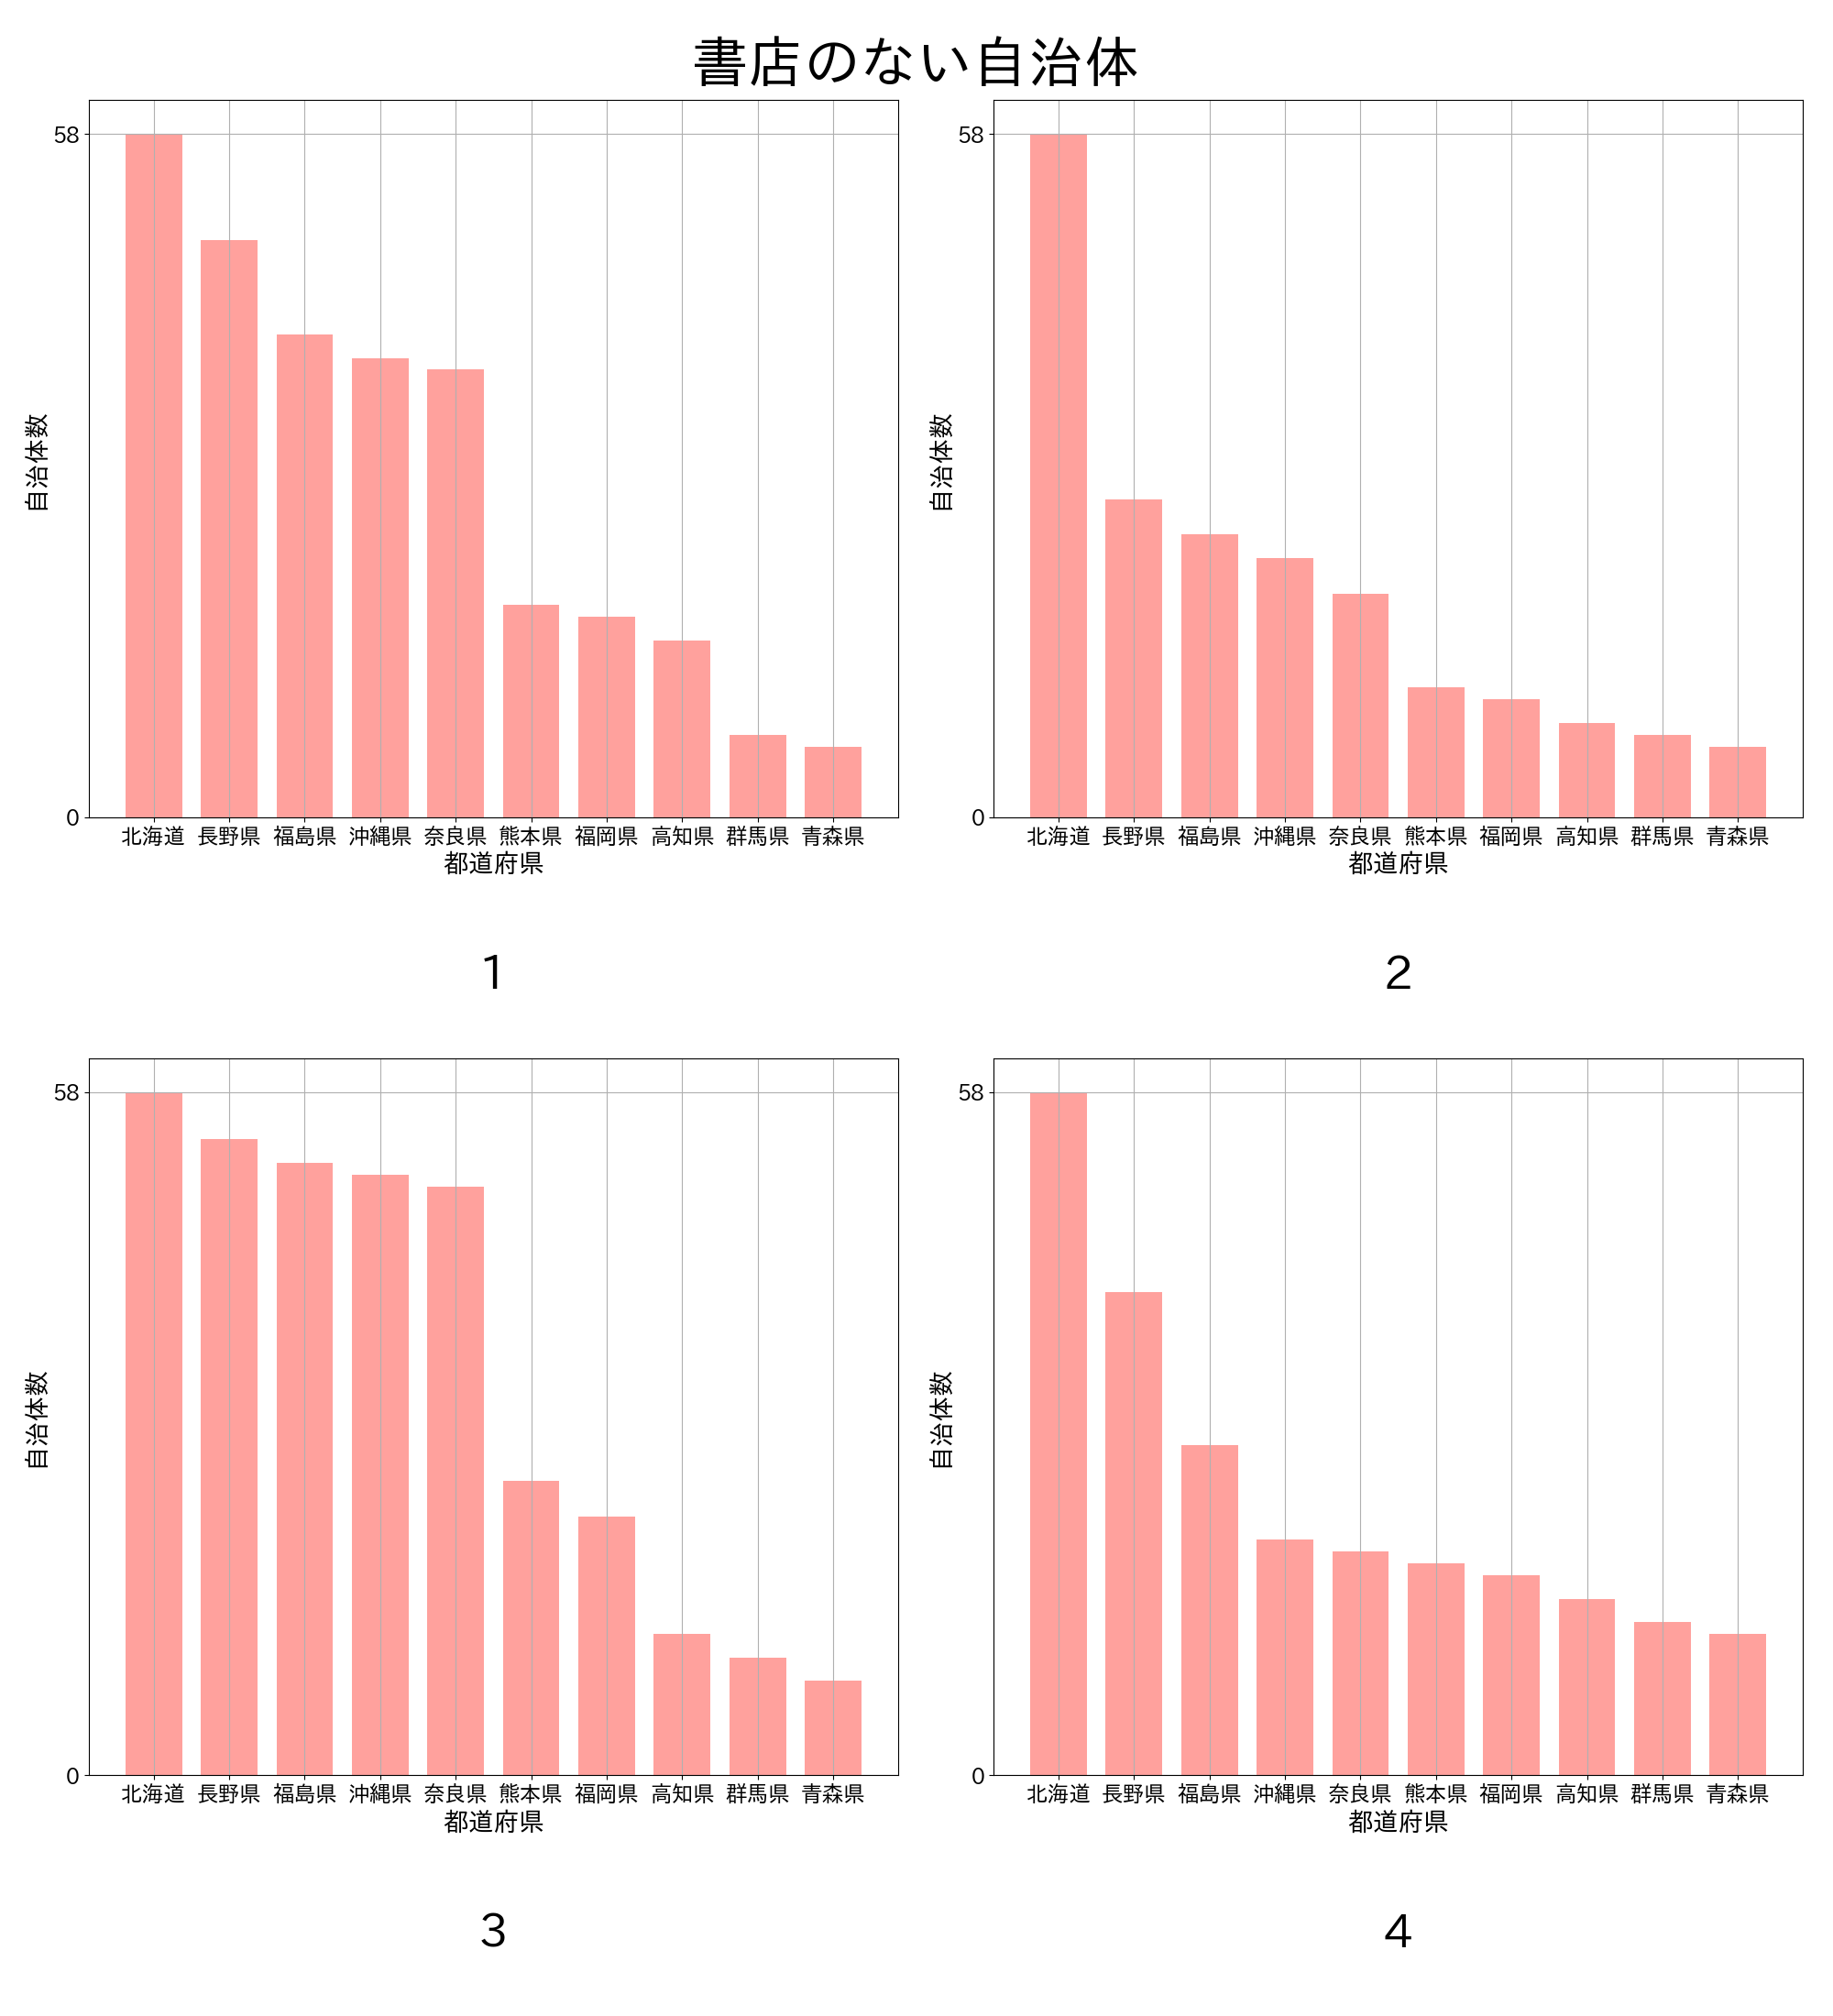 書店のない自治体
58
0
自治体数
北海道 長野県 福島県 沖縄県 奈良県 熊本県 福岡県 高知県 群馬県 青森県
都道府県
1
58
0
自治体数
北海道 長野県 福島県 沖縄県 奈良県 熊本県 福岡県 高知県 群馬県 青森県
都道府県
2
58
0
自治体数
北海道 長野県 福島県 沖縄県 奈良県 熊本県 福岡県 高知県 群馬県 青森県
都道府県
3
58
0
自治体数
北海道 長野県 福島県 沖縄県 奈良県 熊本県 福岡県 高知県 群馬県 青森県
都道府県
4